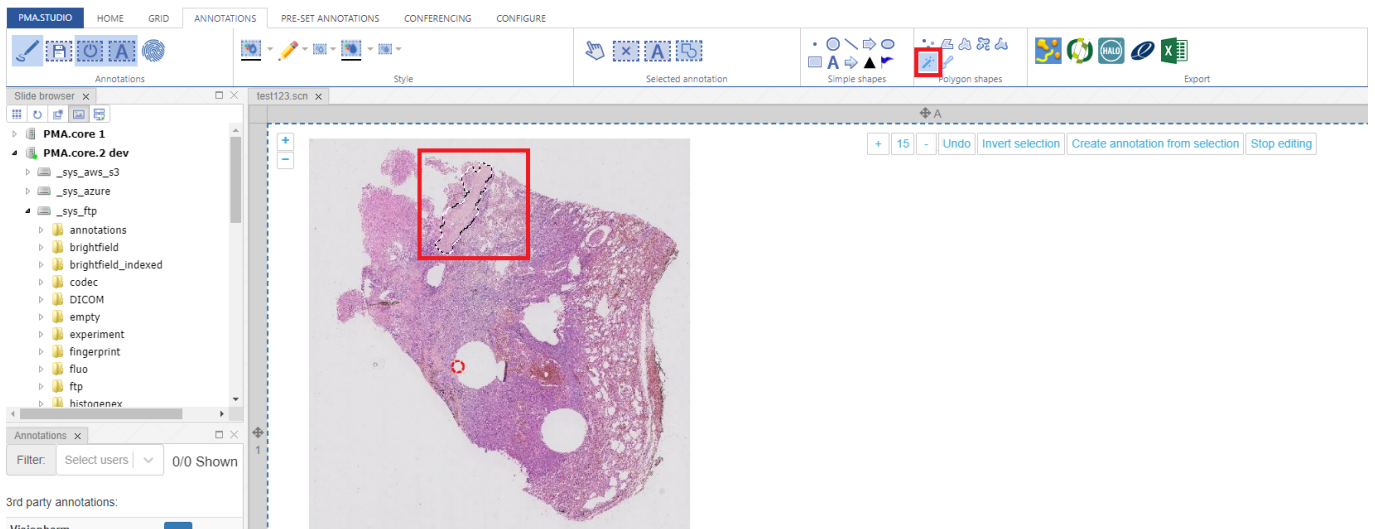 PMA.STUDIO HOME GRID ANNOTATIONS PRE-SET ANNOTATIONS CONFERENCING CONFIGURE
A A A HALO
Annotations Style Selected annotation Simple shapes Polygon shapes Export
Slide browser x
test123.scn x
A
PMA.core 1
PMA.core.2 dev
_sys_aws_s3
_sys_azure
_sys_ftp
annotations
brightfield
brightfield_indexed
codec
DICOM
empty
experiment
fingerprint
fluo
ftp
histogenex
+
−
+ 15 - Undo Invert selection Create annotation from selection Stop editing
Annotations x
1
Filter: Select users 0/0 Shown
3rd party annotations:
Visiopharm